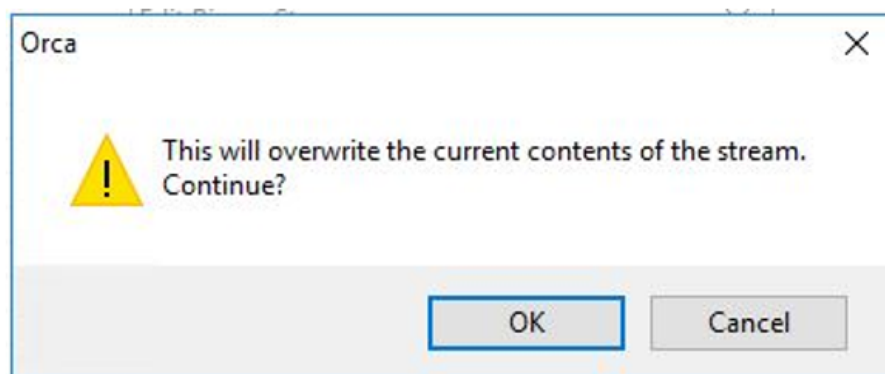 Orca
This will overwrite the current contents of the stream.
Continue?
OK
Cancel